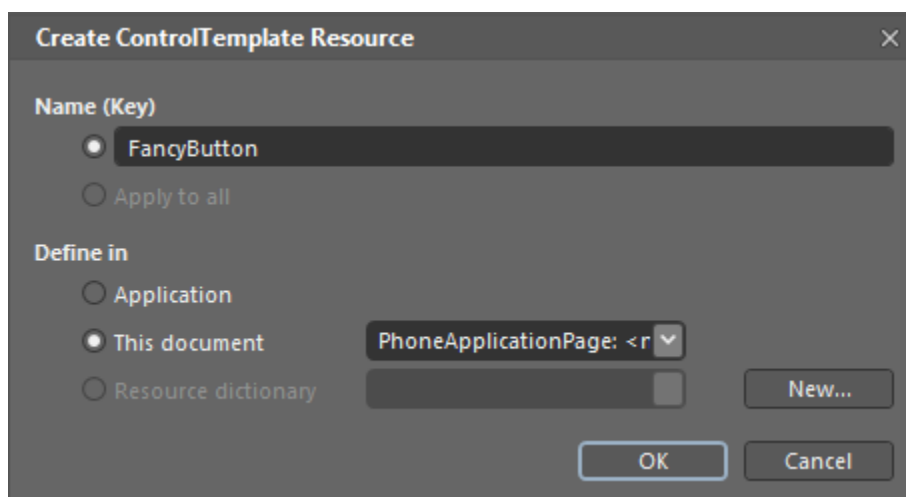 Create ControlTemplate Resource
Name (Key)
FancyButton
Apply to all
Define in
Application
This document PhoneApplicationPage: <r
Resource dictionary New...
OK Cancel